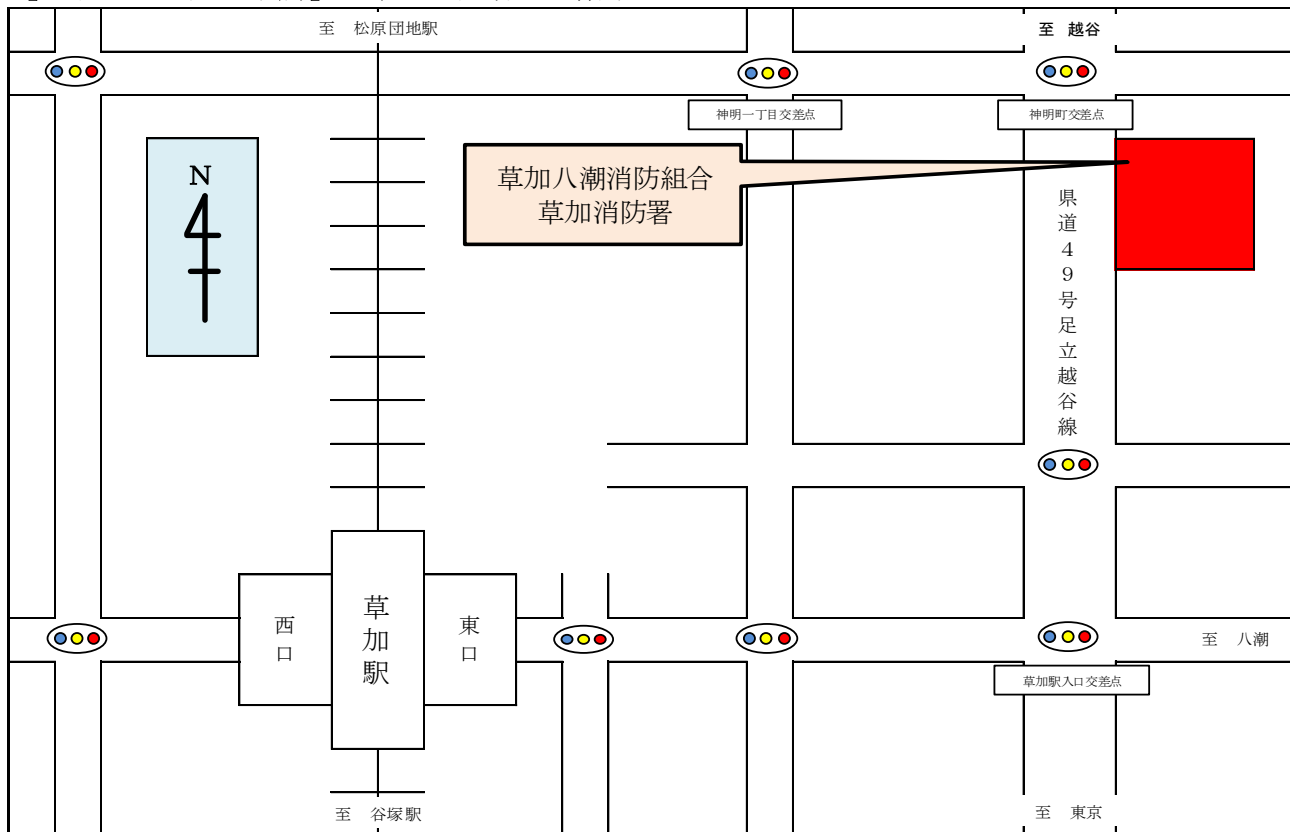 至 松原団地駅
至 越谷
神明一丁目交差点
神明町交差点
N
草加八潮消防組合
草加消防署
県道49号足立越谷線
草加駅
西口
東口
至 八潮
草加駅入口交差点
至 谷塚駅
至 東京